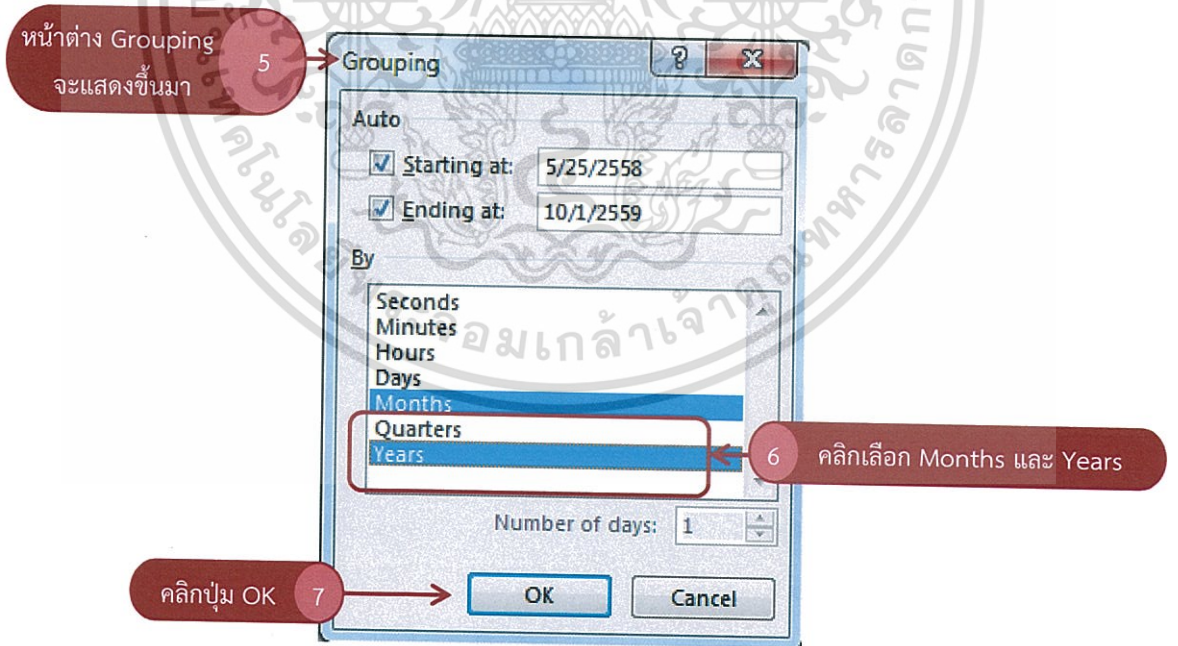 หน้าต่าง Grouping
จะแสดงขึ้นมา
5
Grouping
Auto
Starting at: 5/25/2558
Ending at: 10/1/2559
By
Seconds
Minutes
Hours
Days
Months
Quarters
Years
6 คลิกเลือก Months และ Years
Number of days: 1
คลิกปุ่ม OK 7
OK Cancel